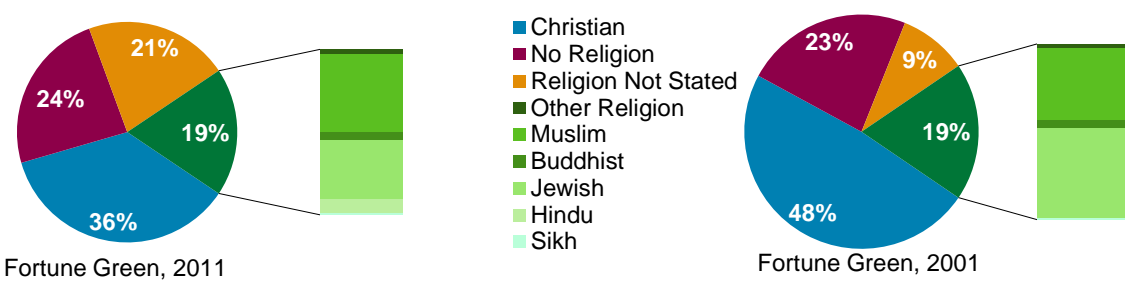 21%
24%
19%
36%
Fortune Green, 2011
Christian
No Religion
Religion Not Stated
Other Religion
Muslim
Buddhist
Jewish
Hindu
Sikh
23%
9%
19%
48%
Fortune Green, 2001